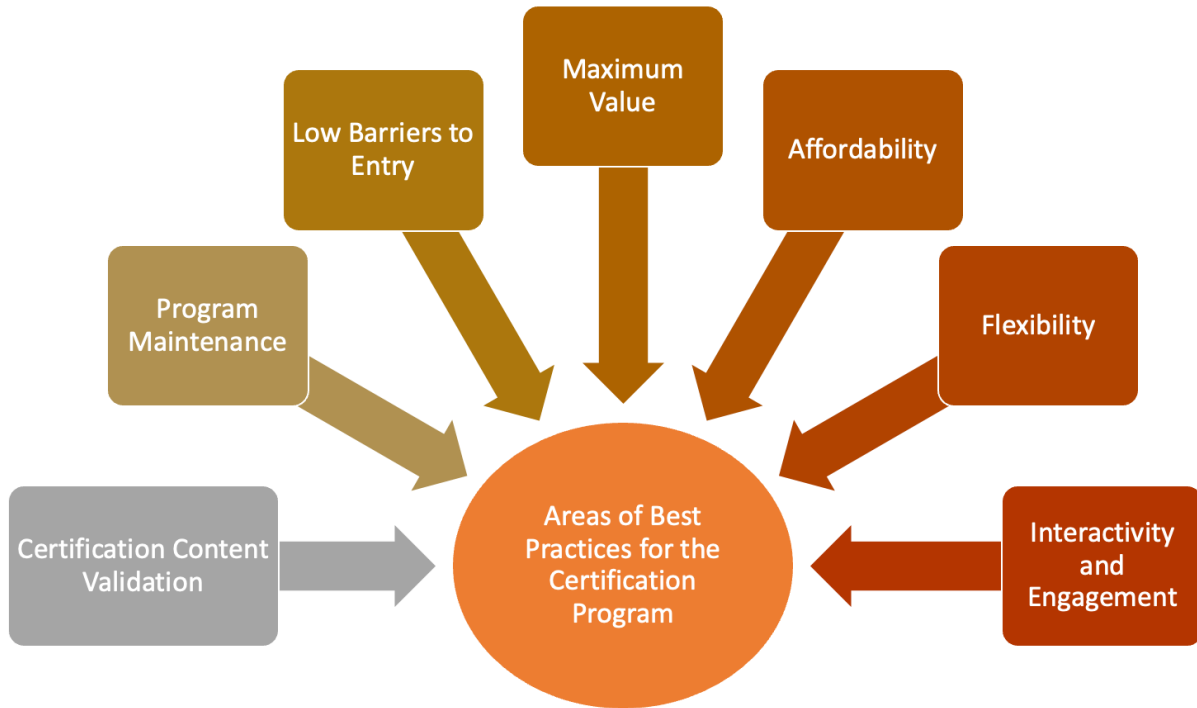 Maximum
Value
Low Barriers to
Entry
Affordability
Program
Maintenance
Flexibility
Certification Content
Validation
Areas of Best
Practices for the
Certification
Program
Interactivity
and
Engagement